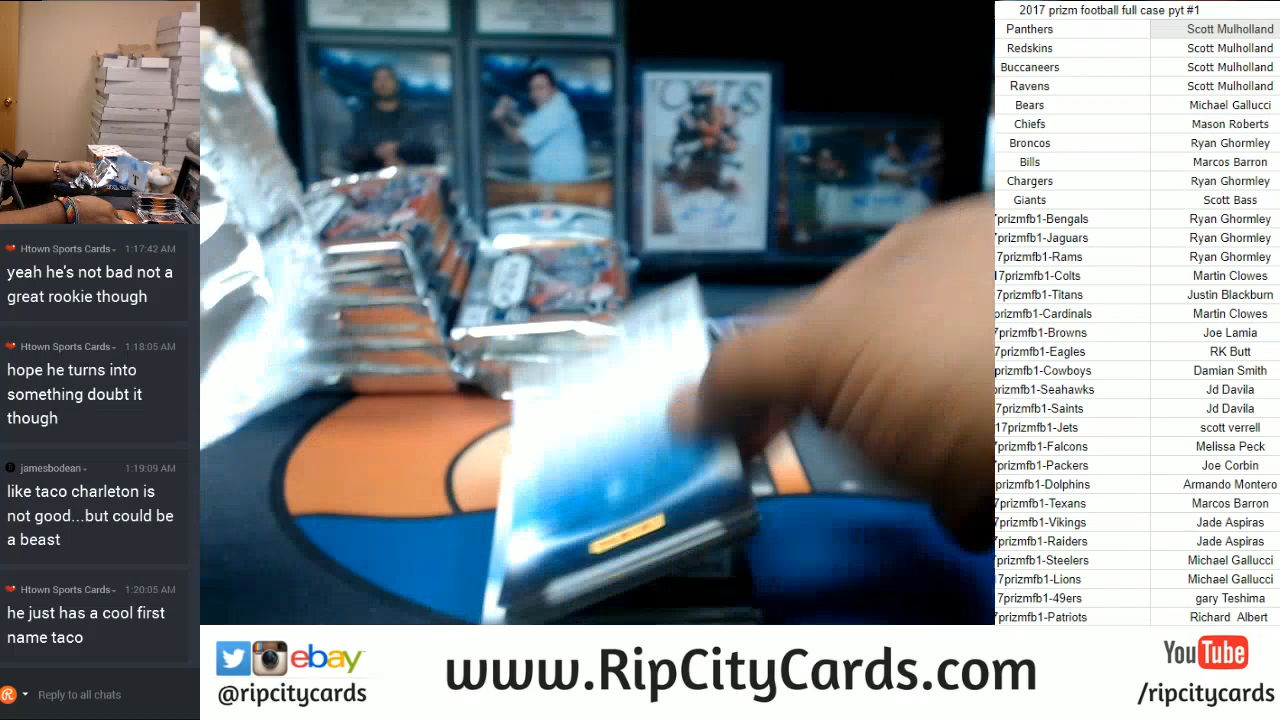 Htown Sports Cards 1:17:42 AM
yeah he's not bad not a
great rookie though
Htown Sports Cards 1:18:05 AM
hope he turns into
something doubt it
though
jamesbodean 1:19:09 AM
like taco charleton is
not good...but could be
a beast
Htown Sports Cards 1:20:05 AM
he just has a cool first
name taco
Reply to all chats
2017 prizm football full case pyt #1
Panthers Scott Mulholland
Redskins Scott Mulholland
Buccaneers Scott Mulholland
Ravens Scott Mulholland
Bears Michael Gallucci
Chiefs Mason Roberts
Broncos Ryan Ghormley
Bills Marcos Barron
Chargers Ryan Ghormley
Giants Scott Bass
7prizmfb1-Bengals Ryan Ghormley
7prizmfb1-Jaguars Ryan Ghormley
7prizmfb1-Rams Ryan Ghormley
17prizmfb1-Colts Martin Clowes
7prizmfb1-Titans Justin Blackburn
7prizmfb1-Cardinals Martin Clowes
7prizmfb1-Browns Joe Lamia
7prizmfb1-Eagles RK Butt
7prizmfb1-Cowboys Damian Smith
prizmfb1-Seahawks Jd Davila
7prizmfb1-Saints Jd Davila
17prizmfb1-Jets scott verrell
7prizmfb1-Falcons Melissa Peck
7prizmfb1-Packers Joe Corbin
7prizmfb1-Dolphins Armando Montero
7prizmfb1-Texans Marcos Barron
7prizmfb1-Vikings Jade Aspiras
7prizmfb1-Raiders Jade Aspiras
7prizmfb1-Steelers Michael Gallucci
17prizmfb1-Lions Michael Gallucci
7prizmfb1-49ers gary Teshima
7prizmfb1-Patriots Richard Albert
ebay
@ripcitycards
www.RipCityCards.com
YouTube
/ripcitycards